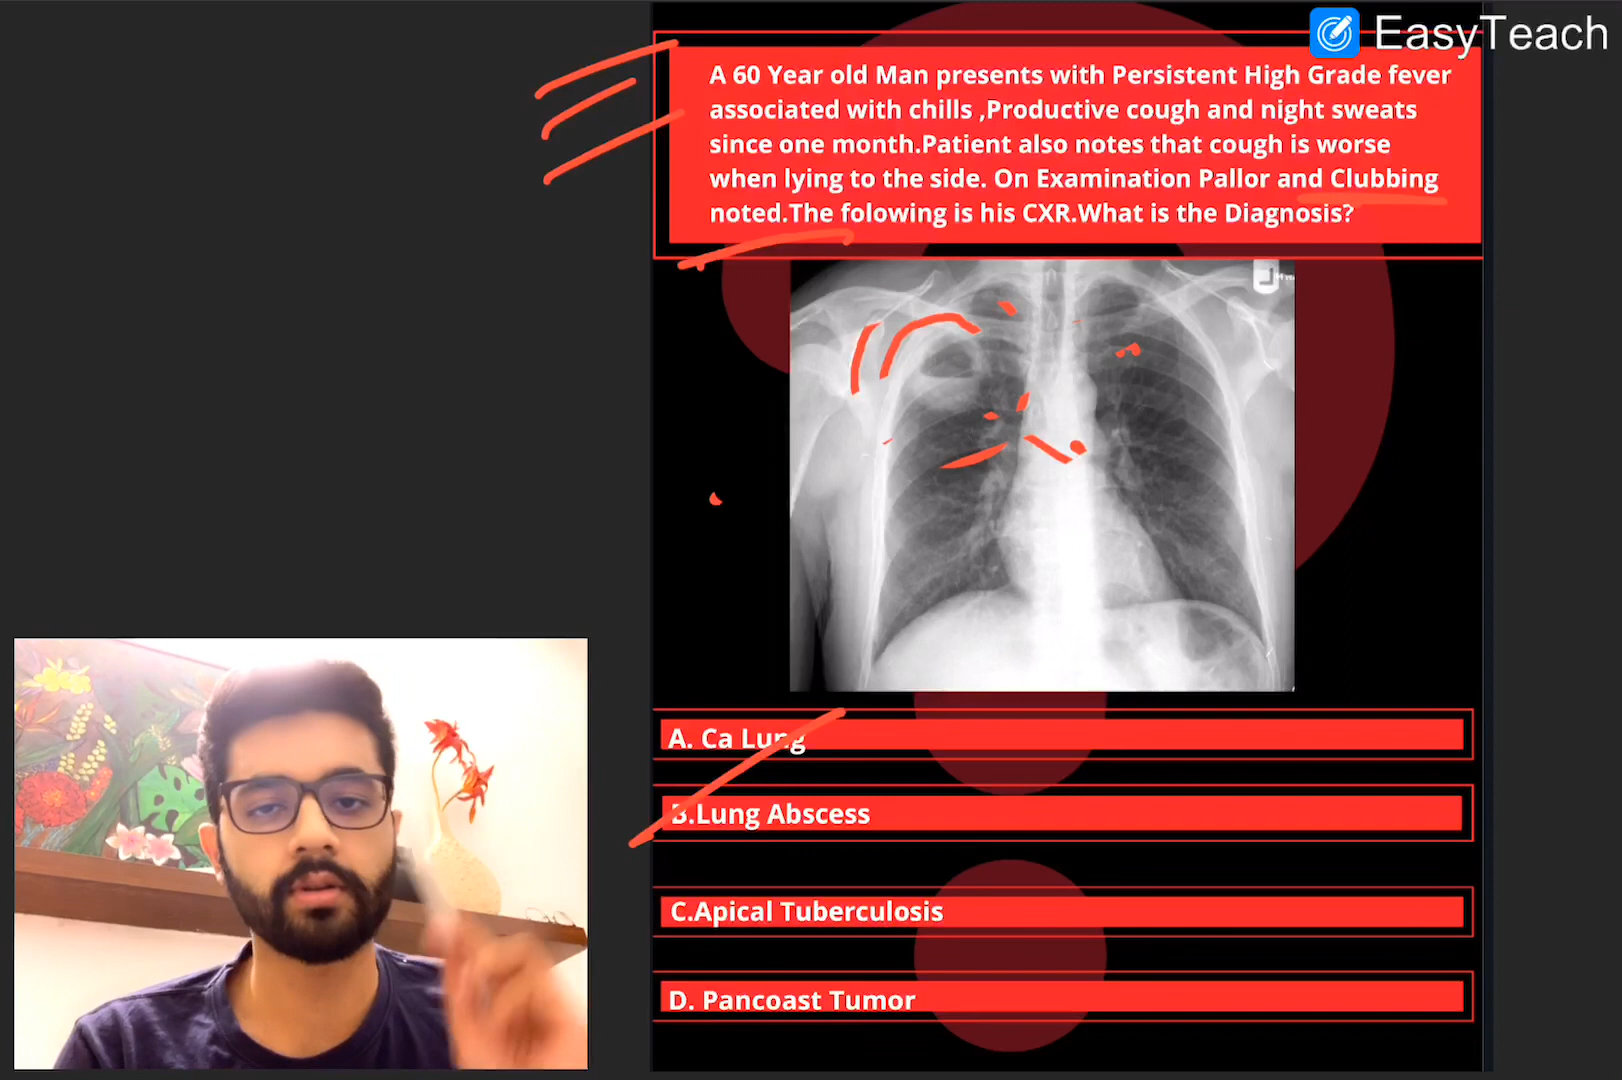 EasyTeach
A 60 Year old Man presents with Persistent High Grade fever
associated with chills ,Productive cough and night sweats
since one month.Patient also notes that cough is worse
when lying to the side. On Examination Pallor and Clubbing
noted.The folowing is his CXR.What is the Diagnosis?
A. Ca Lung
B.Lung Abscess
C.Apical Tuberculosis
D. Pancoast Tumor